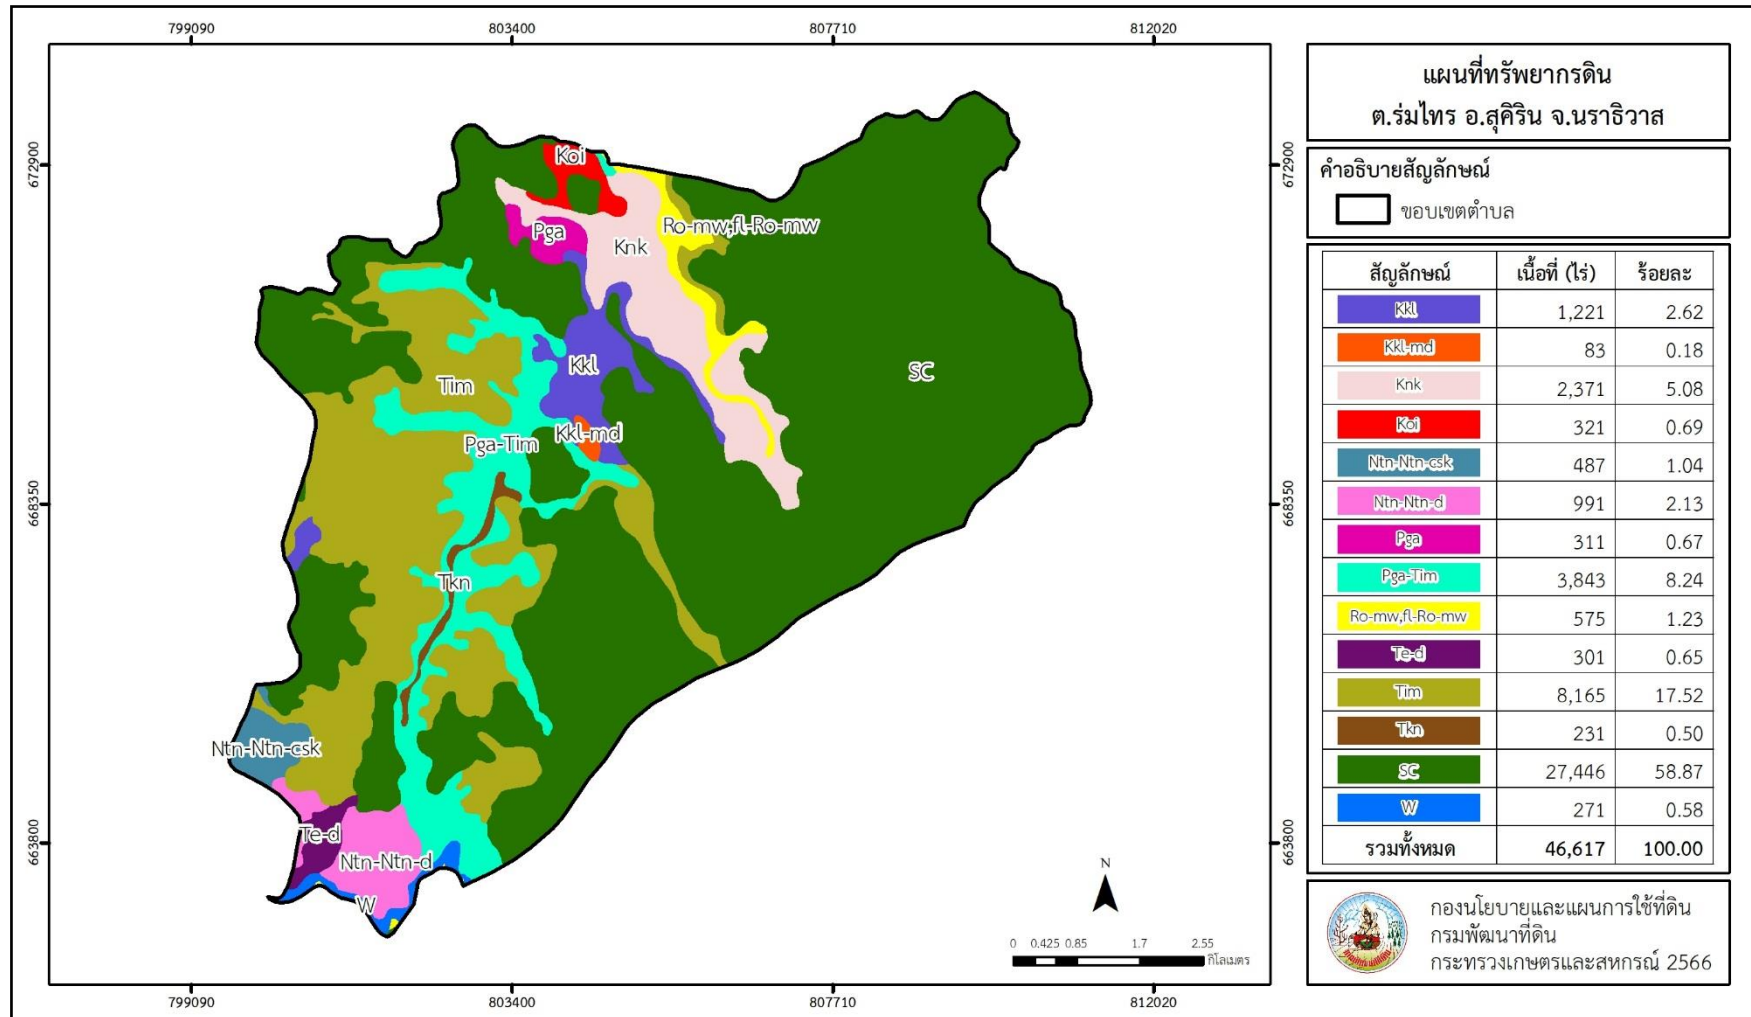 799090 803400 807710 812020
672900
668350
663800
Koi
Ro-mw,fl-Ro-mw
Pga
Knk
Kkl
SC
Tim
Kkl-md
Pga-Tim
Tkn
Ntn-Ntn-csk
Te-d
Ntn-Ntn-d
W
N
0 0.425 0.85 1.7 2.55
กิโลเมตร
672900
668350
663800
799090 803400 807710 812020
แผนที่ทรัพยากรดิน
ต.ร่มไทร อ.สุคิริน จ.นราธิวาส
คำอธิบายสัญลักษณ์
ขอบเขตตำบล
สัญลักษณ์ เนื้อที่ (ไร่) ร้อยละ
Kkl 1,221 2.62
Kkl-md 83 0.18
Knk 2,371 5.08
Koi 321 0.69
Ntn-Ntn-csk 487 1.04
Ntn-Ntn-d 991 2.13
Pga 311 0.67
Pga-Tim 3,843 8.24
Ro-mw,fl-Ro-mw 575 1.23
Te-d 301 0.65
Tim 8,165 17.52
Tkn 231 0.50
SC 27,446 58.87
W 271 0.58
รวมทั้งหมด 46,617 100.00
กองนโยบายและแผนการใช้ที่ดิน
กรมพัฒนาที่ดิน
กระทรวงเกษตรและสหกรณ์ 2566